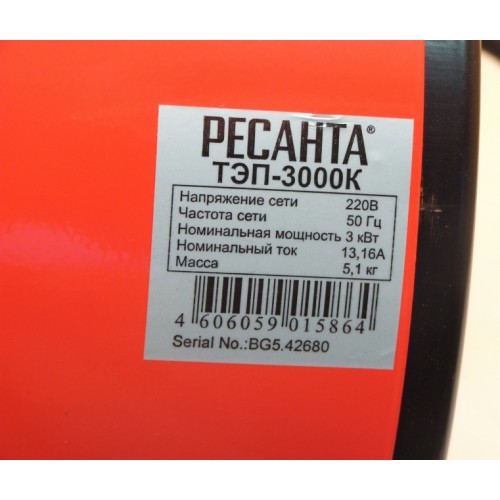 РЕСАНТА®
ТЭП-3000К
Напряжение сети 220В
Частота сети 50 Гц
Номинальная мощность 3 кВт
Номинальный ток 13,16А
Масса 5,1 кг
4 606059 015864
Serial No.:BG5.42680